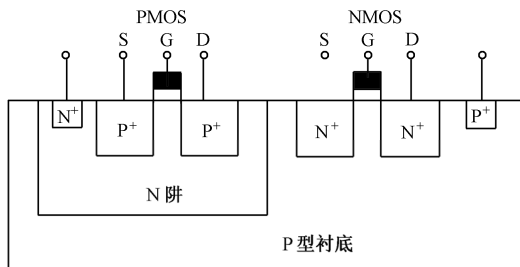 PMOS NMOS
S G D S G D
N+ P+ P+ N+ N+ P+
N 阱
P 型衬底